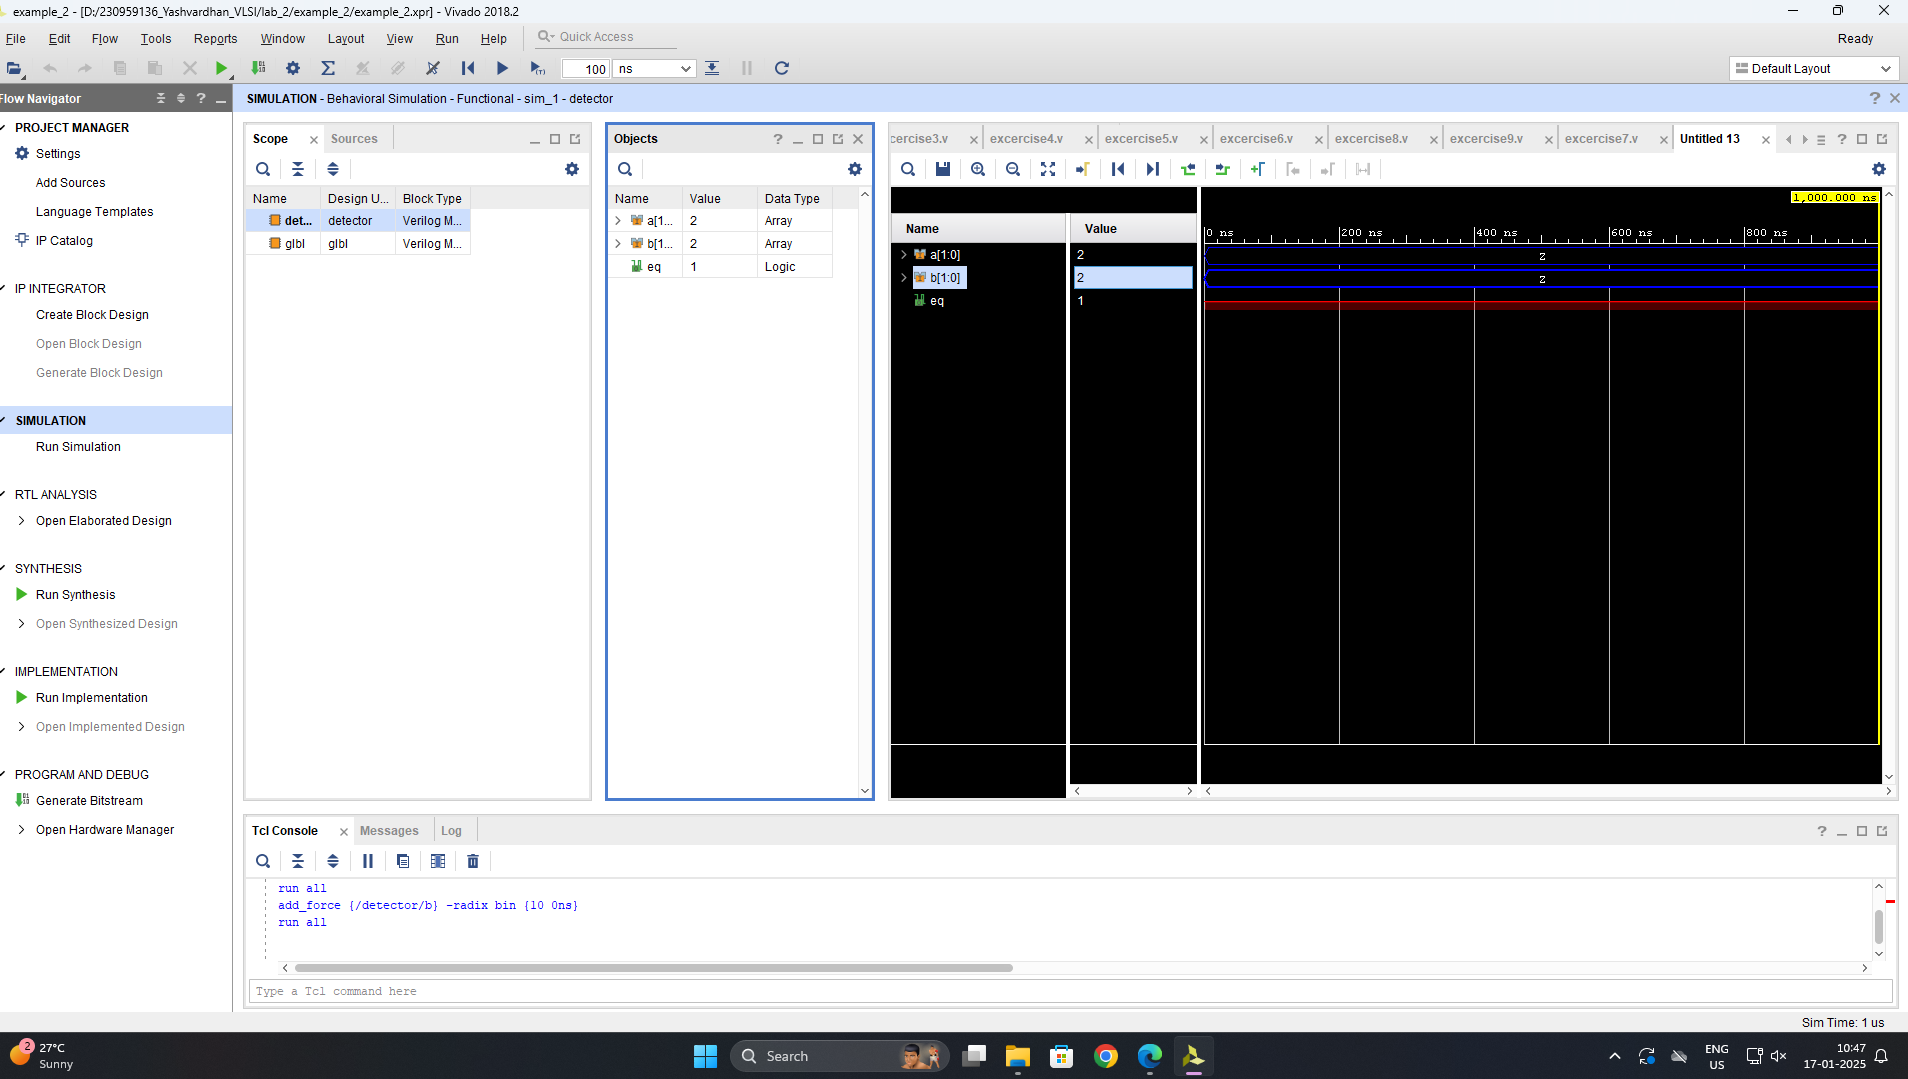 example_2 - [D:/230959136_Yashvardhan_VLSI/lab_2/example_2/example_2.xpr] - Vivado 2018.2
File Edit Flow Tools Reports Window Layout View Run Help Quick Access
Ready
100 ns
Default Layout
Flow Navigator
SIMULATION - Behavioral Simulation - Functional - sim_1 - detector
PROJECT MANAGER
Settings
Add Sources
Language Templates
IP Catalog
IP INTEGRATOR
Create Block Design
Open Block Design
Generate Block Design
SIMULATION
Run Simulation
RTL ANALYSIS
Open Elaborated Design
SYNTHESIS
Run Synthesis
Open Synthesized Design
IMPLEMENTATION
Run Implementation
Open Implemented Design
PROGRAM AND DEBUG
Generate Bitstream
Open Hardware Manager
Scope Sources
Name Design U... Block Type
det... detector Verilog M...
glbl glbl Verilog M...
Objects
Name Value Data Type
a[1... 2 Array
b[1... 2 Array
eq 1 Logic
cercise3.v excercise4.v excercise5.v excercise6.v excercise8.v excercise9.v excercise7.v Untitled 13
1,000.000 ns
Name Value
0 ns 200 ns 400 ns 600 ns 800 ns
a[1:0] 2 Z
b[1:0] 2 Z
eq 1
Tcl Console Messages Log
run all
add_force {/detector/b} -radix bin {10 0ns}
run all
Type a Tcl command here
Sim Time: 1 us
2
27°C
Sunny
Search
ENG
US
10:47
17-01-2025